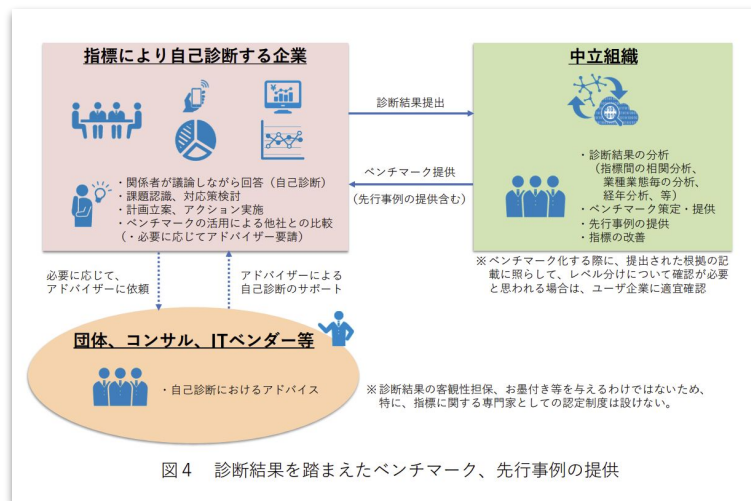 指標により自己診断する企業
・関係者が議論しながら回答（自己診断）
・課題認識、対応策検討
・計画立案、アクション実施
・ベンチマークの活用による他社との比較
（・必要に応じてアドバイザー要請）
診断結果提出
ベンチマーク提供
（先行事例の提供含む）
中立組織
・診断結果の分析
（指標間の相関分析、
業種業態毎の分析、
経年分析、等）
・ベンチマーク策定・提供
・先行事例の提供
・指標の改善
※ベンチマーク化する際に、提出された根拠の記
載に照らして、レベル分けについて確認が必要
と思われる場合は、ユーザ企業に適宜確認
必要に応じて、
アドバイザーに依頼
アドバイザーによる
自己診断のサポート
団体、コンサル、ITベンダー等
・自己診断におけるアドバイス
※診断結果の客観性担保、お墨付き等を与えるわけではないため、
特に、指標に関する専門家としての認定制度は設けない。
図４　診断結果を踏まえたベンチマーク、先行事例の提供